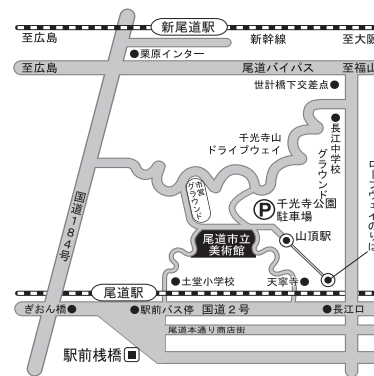 新尾道駅
至広島
新幹線
至大阪
栗原インター
至広島
尾道バイパス
至福山
世計橋下交差点
千光寺山
ドライブウェイ
長江中学校
グラウンド
市営
グラウンド
国道184号
P
千光寺公園
駐車場
尾道市立
美術館
山頂駅
土堂小学校
天寧寺
尾道駅
ぎおん橋
駅前バス停
国道2号
長江口
尾道本通り商店街
駅前桟橋